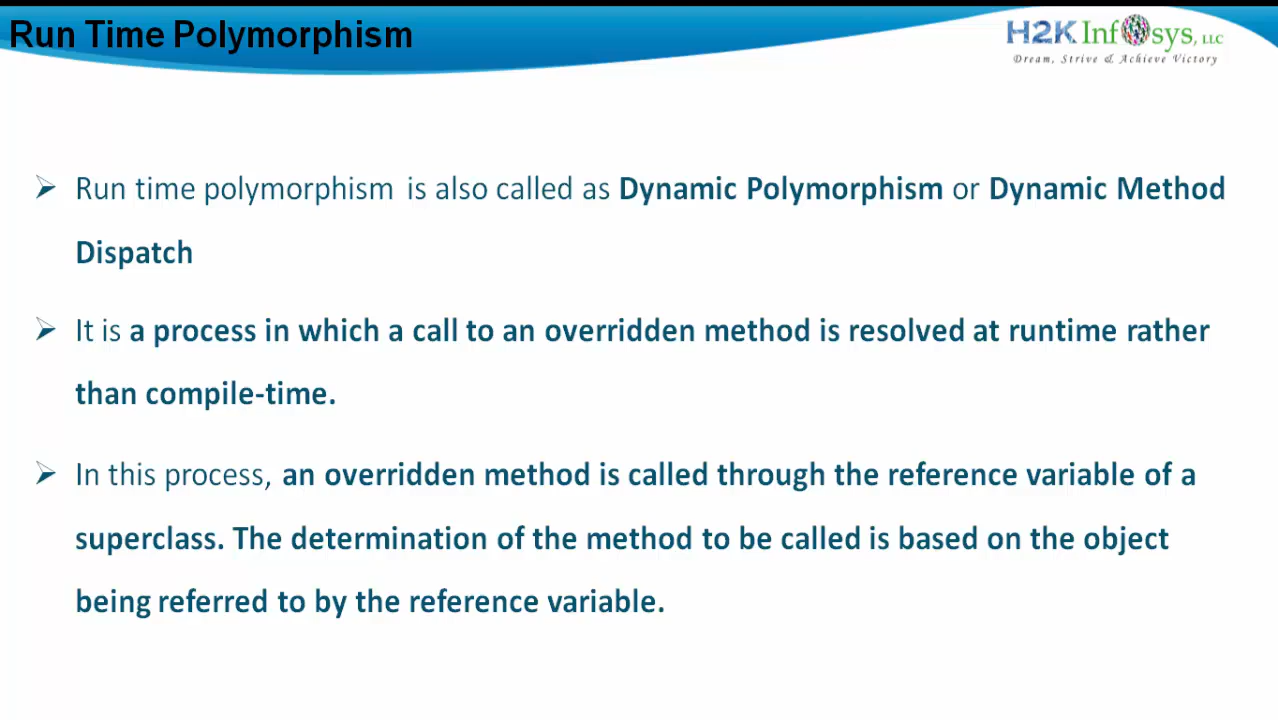 Run Time Polymorphism
H2K Infosys, LLC
Dream, Strive & Achieve Victory
Run time polymorphism is also called as Dynamic Polymorphism or Dynamic Method
Dispatch
It is a process in which a call to an overridden method is resolved at runtime rather
than compile-time.
In this process, an overridden method is called through the reference variable of a
superclass. The determination of the method to be called is based on the object
being referred to by the reference variable.